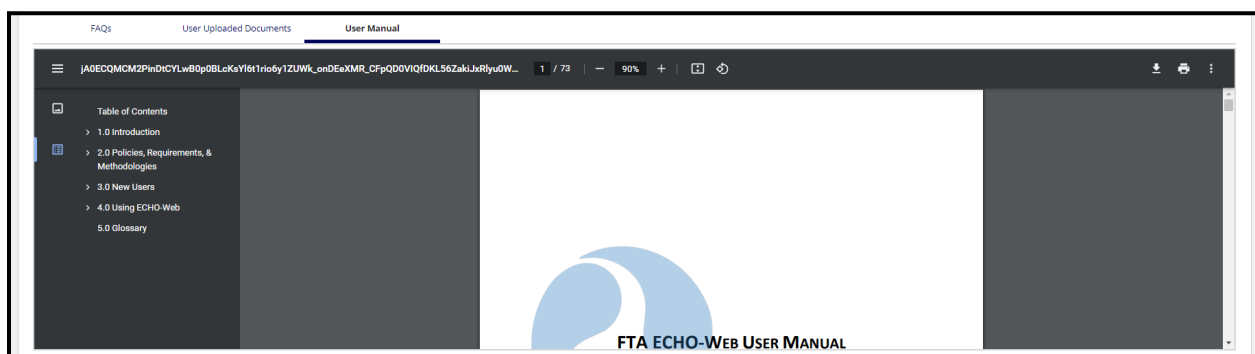 FAQs User Uploaded Documents User Manual
jA0ECQMCM2PinDtCYLwB0p0BLcKsYl6t1rio6y1ZUWk_onDEeXMR_CFpQD0VIQfDKL56ZakiJxRlyu0W... 1 / 73 90%
Table of Contents
1.0 Introduction
2.0 Policies, Requirements, &
Methodologies
3.0 New Users
4.0 Using ECHO-Web
5.0 Glossary
FTA ECHO-WEB USER MANUAL